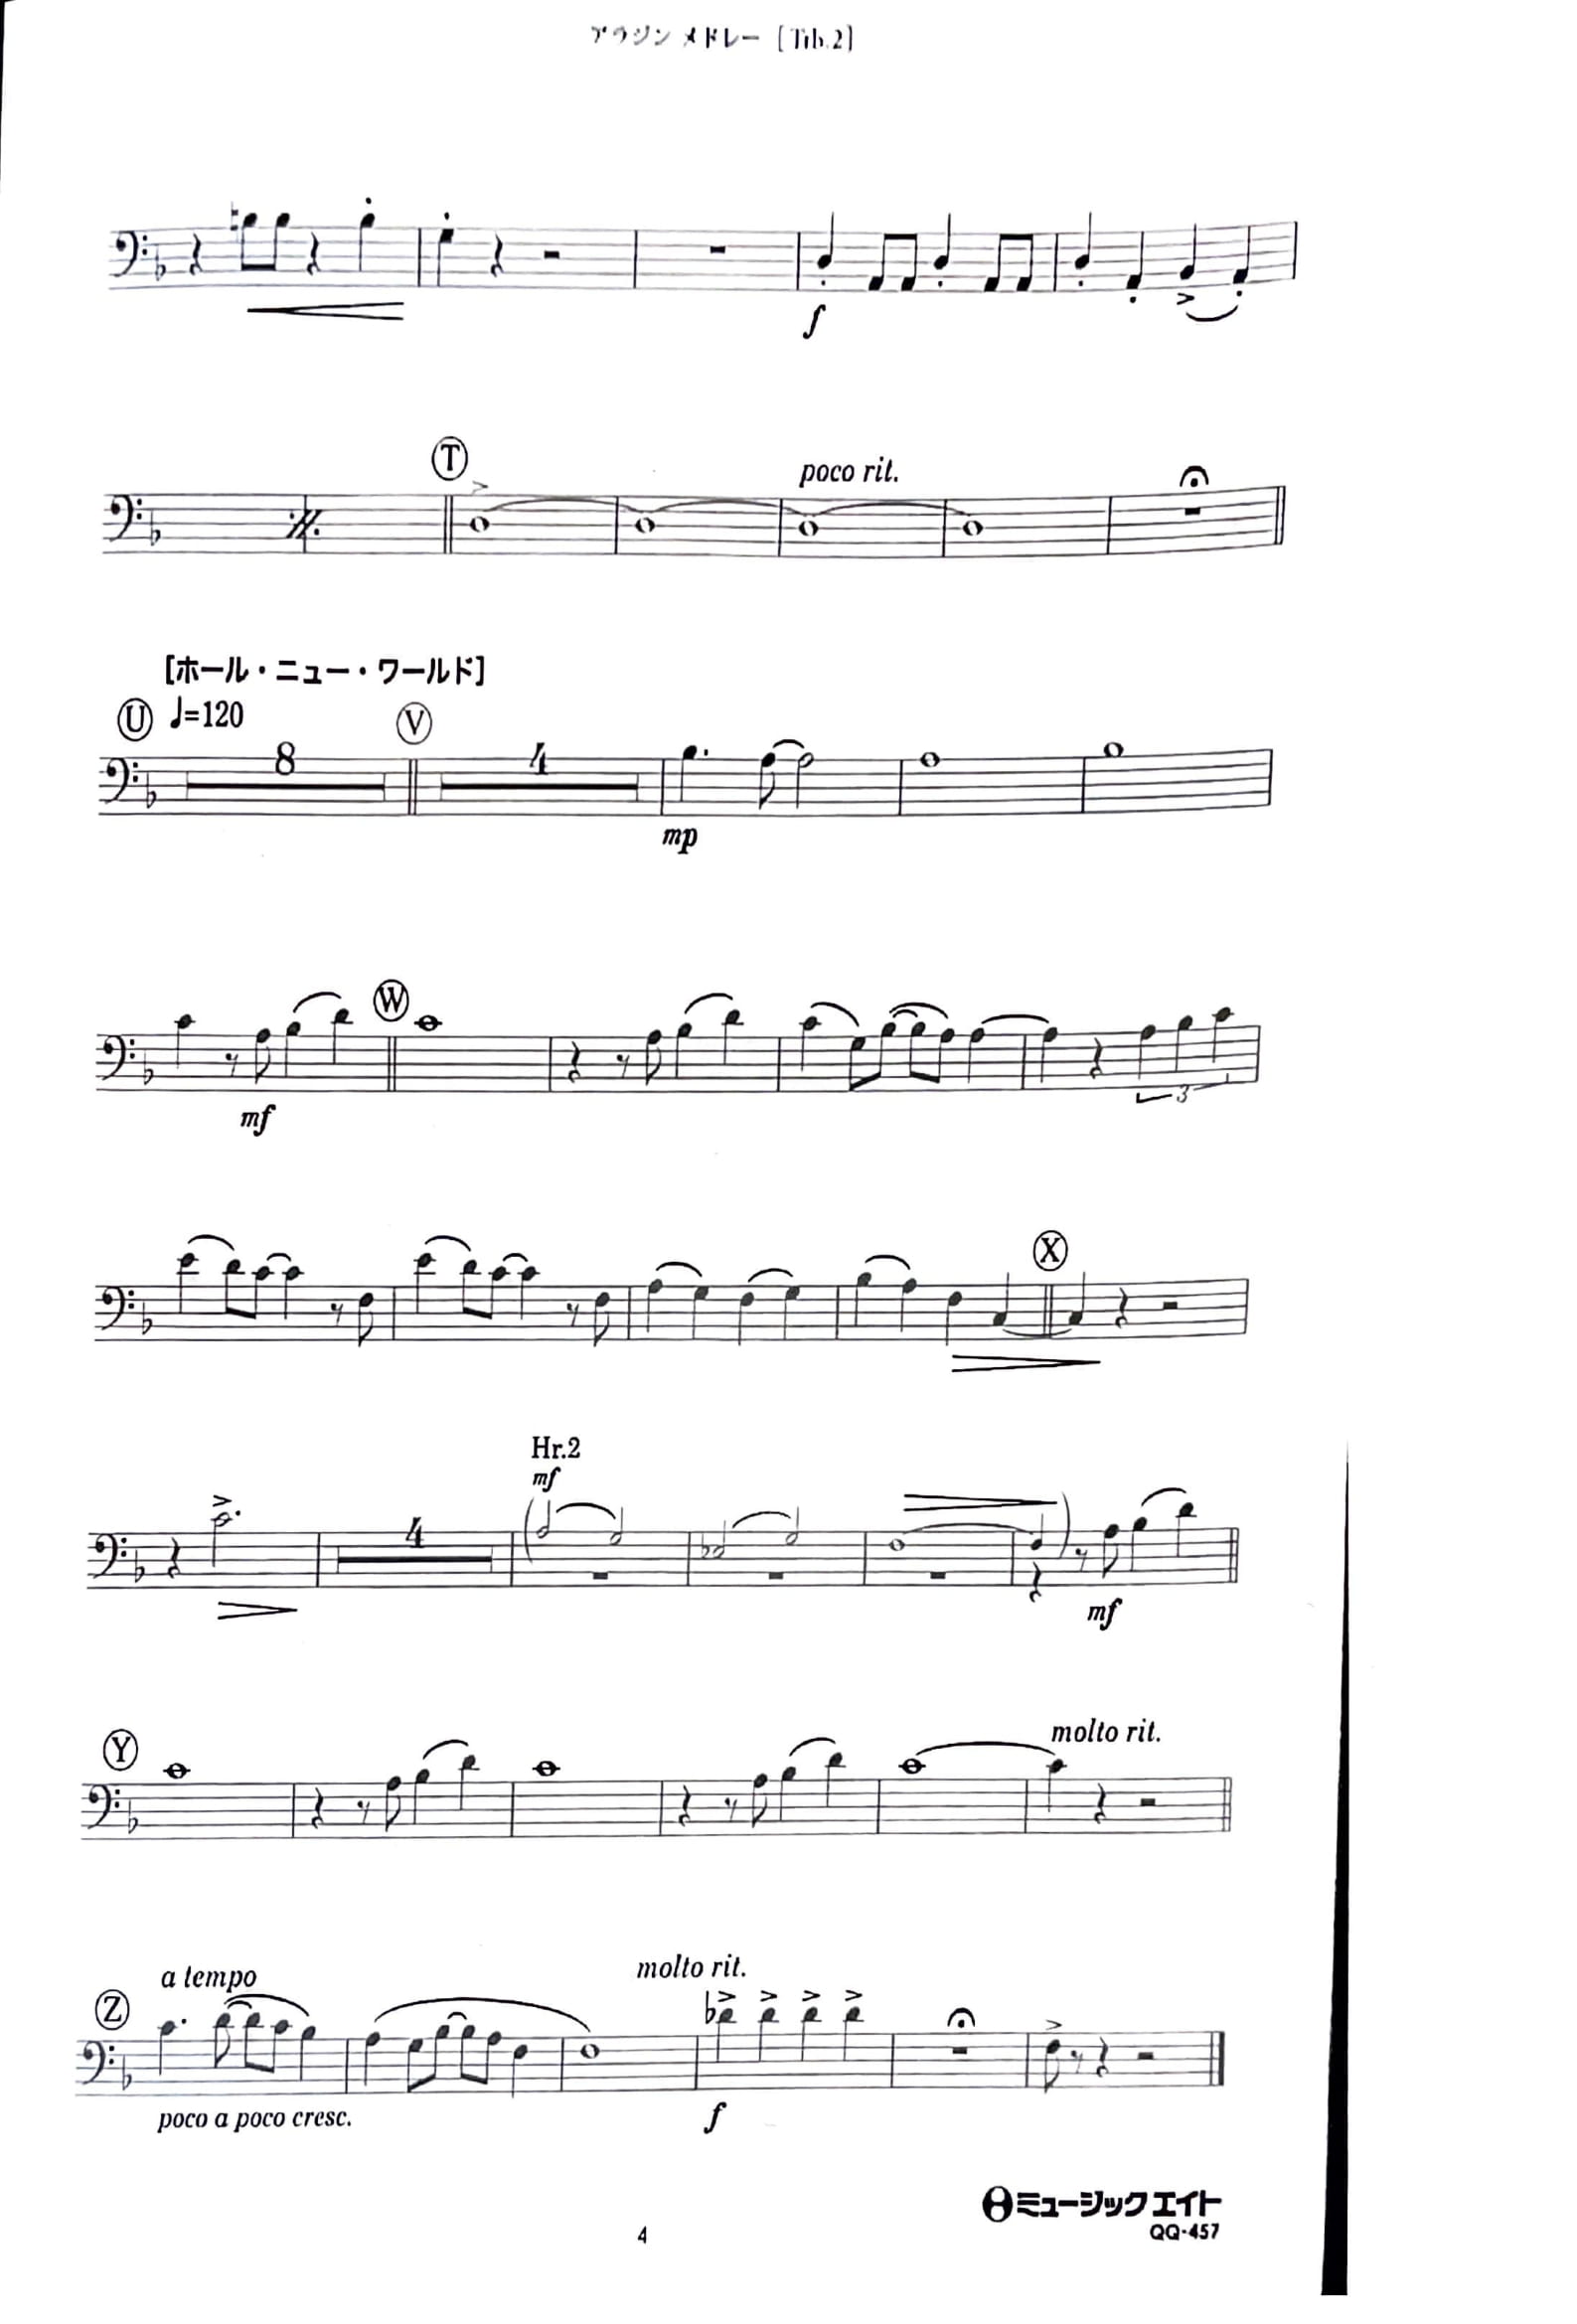 アラジン メドレー [Trb.2]
f
T
poco rit.
[ホール・ニュー・ワールド]
U ♩=120
V
8
4
mp
W
mf
3
X
Hr.2
mf
4
mf
Y
molto rit.
a tempo
molto rit.
Z
poco a poco cresc.
f
ミュージックエイト
QQ-457
4